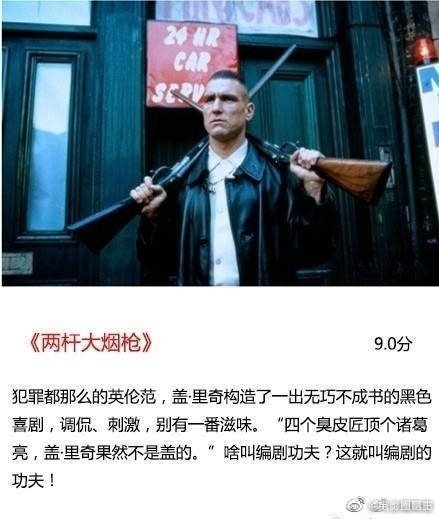 24 HR
CAR
《两杆大烟枪》
9.0分
犯罪都那么的英伦范，盖·里奇构造了一出无巧不成书的黑色
喜剧，调侃、刺激，别有一番滋味。“四个臭皮匠顶个诸葛
亮，盖·里奇果然不是盖的。”啥叫编剧功夫？这就叫编剧的
功夫！